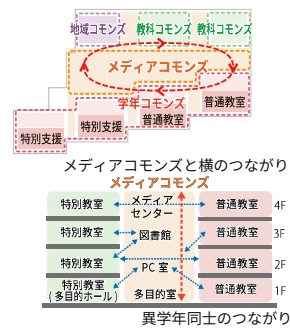 地域コモンズ 教科コモンズ 教科コモンズ
メディアコモンズ
学年コモンズ 普通教室
普通教室
特別支援 特別支援
メディアコモンズと横のつながり
メディアコモンズ
特別教室 メディア 普通教室 4F
センター
特別教室 図書館 普通教室 3F
特別教室 PC 室 普通教室 2F
特別教室 多目的室 普通教室 1F
(多目的ホール)
異学年同士のつながり